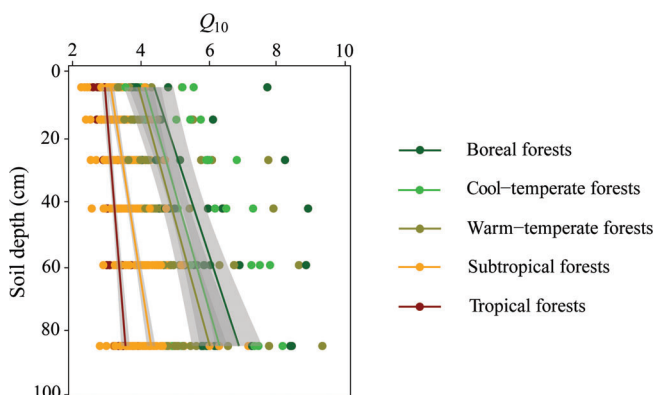 Q10
2 4 6 8 10
0
20
40
60
80
100
Soil depth (cm)
Boreal forests
Cool−temperate forests
Warm−temperate forests
Subtropical forests
Tropical forests